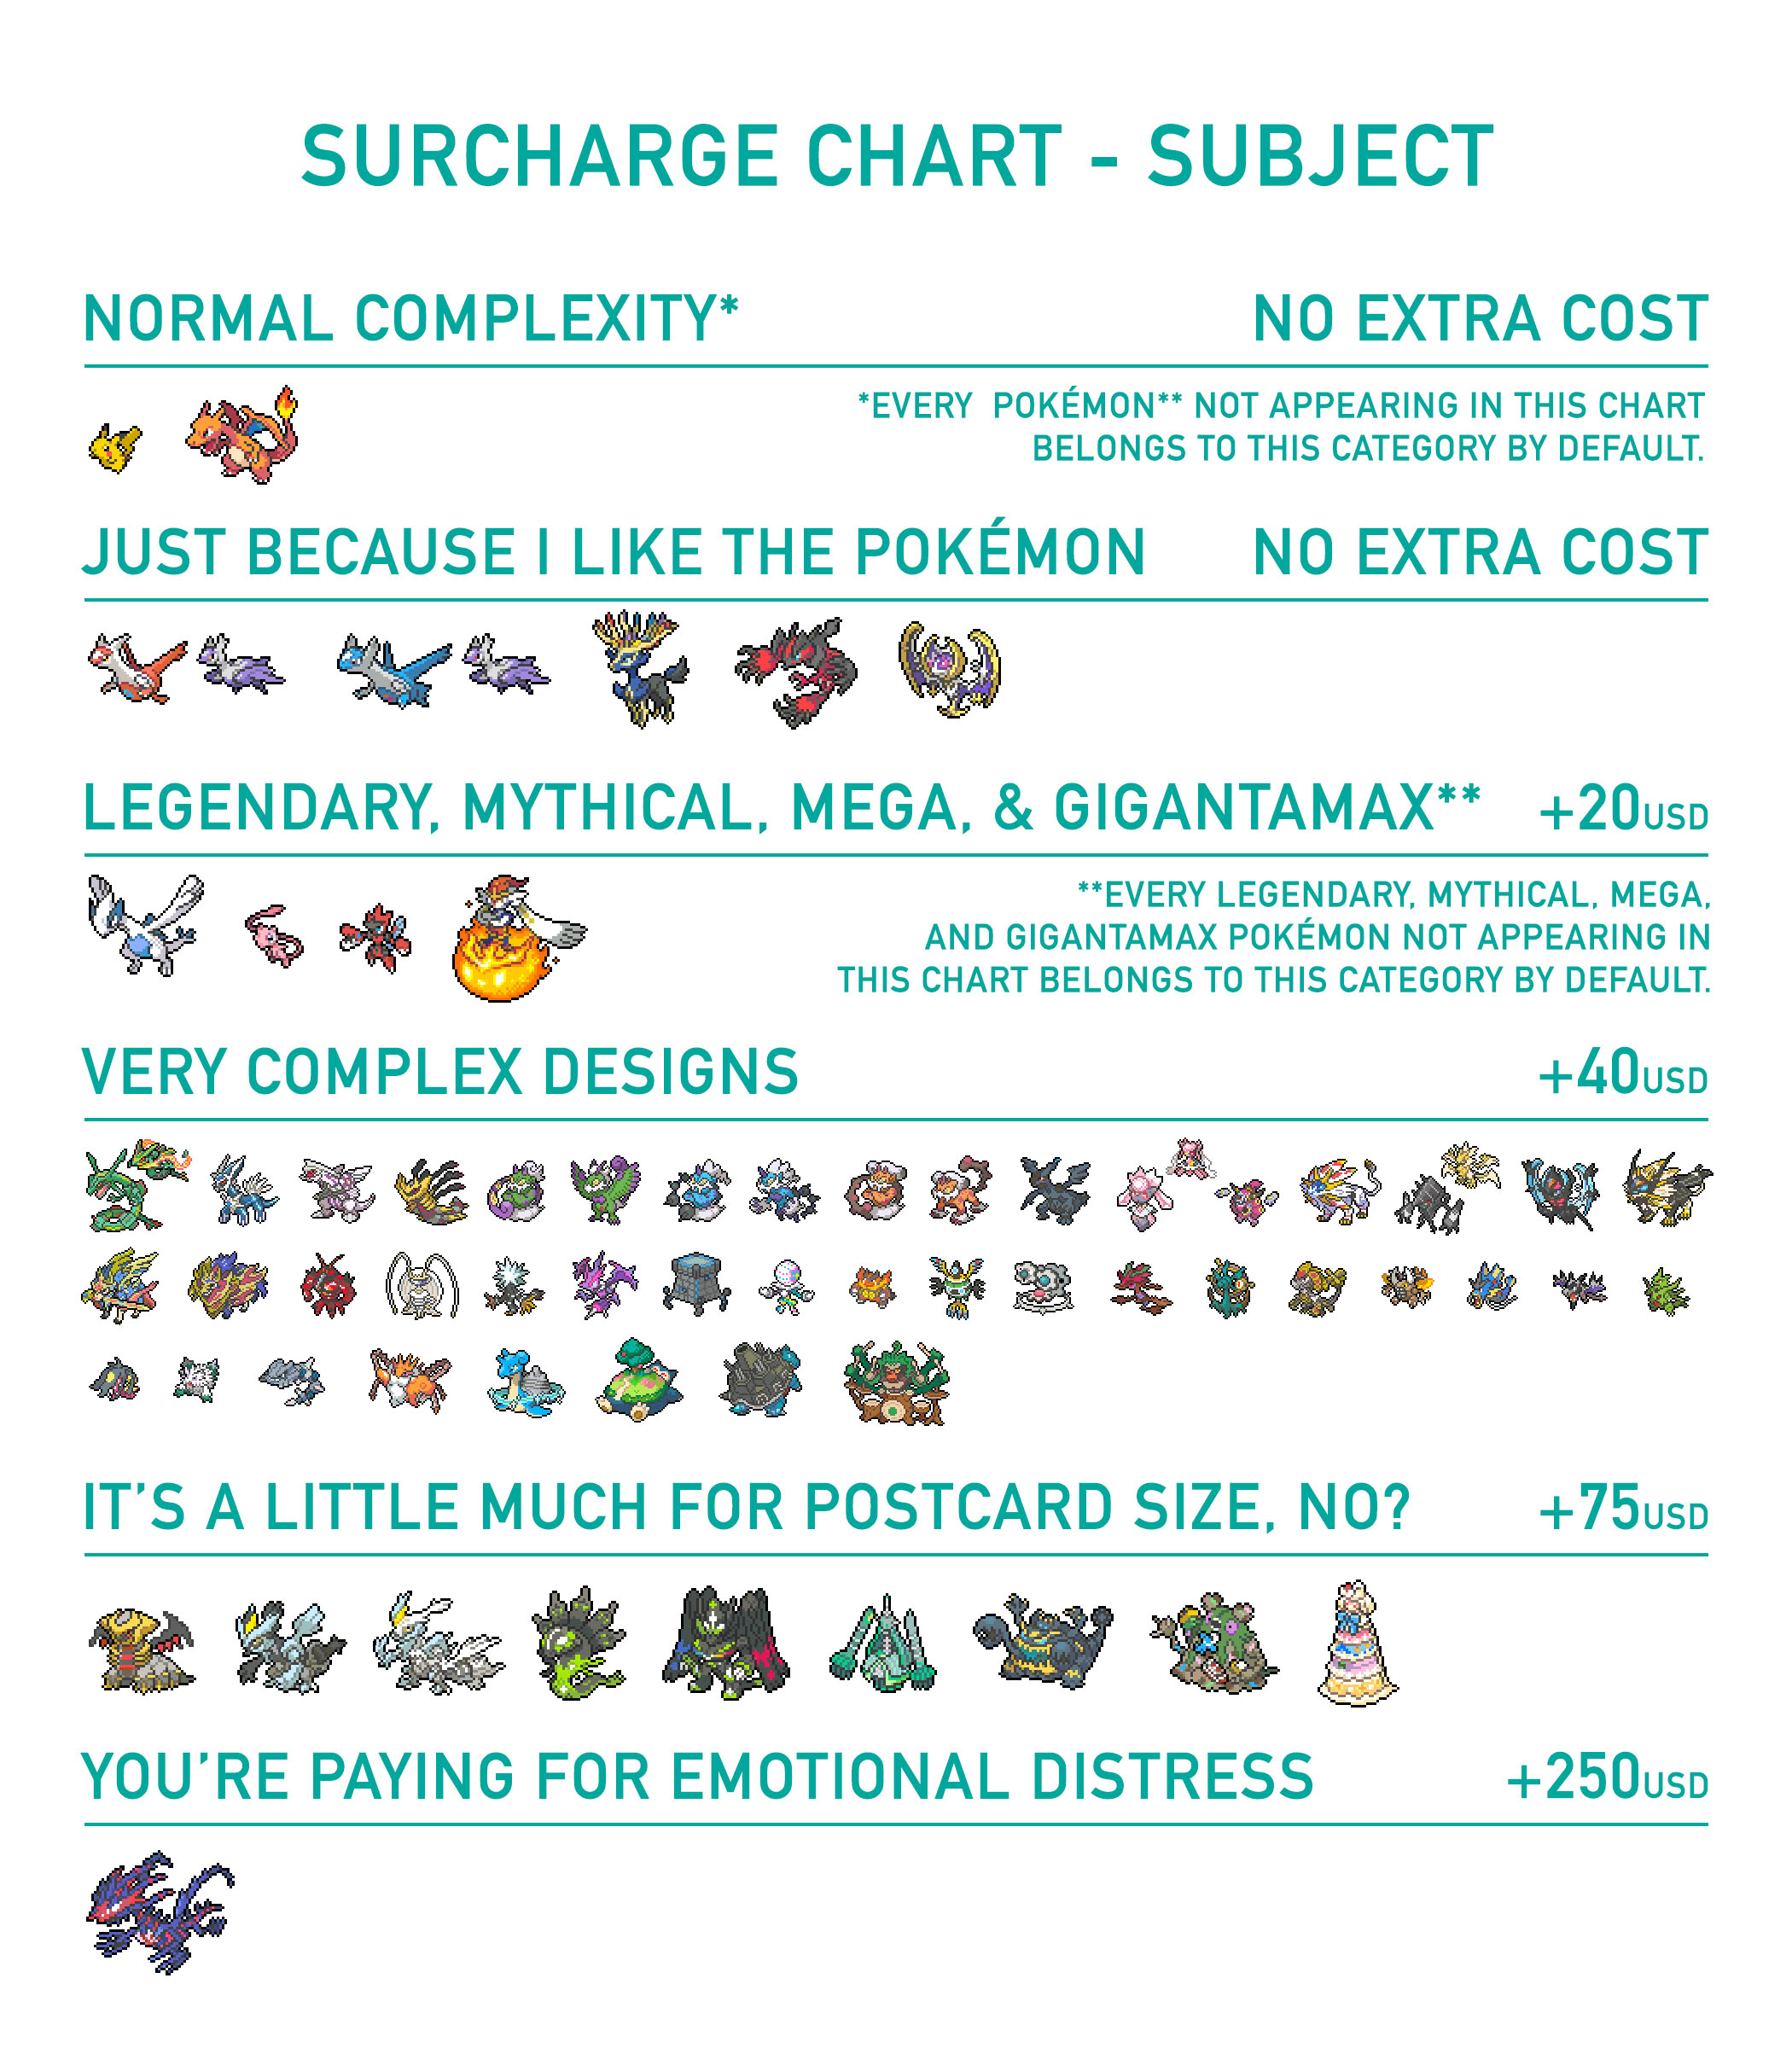 SURCHARGE CHART - SUBJECT
NORMAL COMPLEXITY* NO EXTRA COST
*EVERY POKÉMON** NOT APPEARING IN THIS CHART
BELONGS TO THIS CATEGORY BY DEFAULT.
JUST BECAUSE I LIKE THE POKÉMON NO EXTRA COST
LEGENDARY, MYTHICAL, MEGA, & GIGANTAMAX** +20USD
**EVERY LEGENDARY, MYTHICAL, MEGA,
AND GIGANTAMAX POKÉMON NOT APPEARING IN
THIS CHART BELONGS TO THIS CATEGORY BY DEFAULT.
VERY COMPLEX DESIGNS +40USD
IT'S A LITTLE MUCH FOR POSTCARD SIZE, NO? +75USD
YOU'RE PAYING FOR EMOTIONAL DISTRESS +250USD